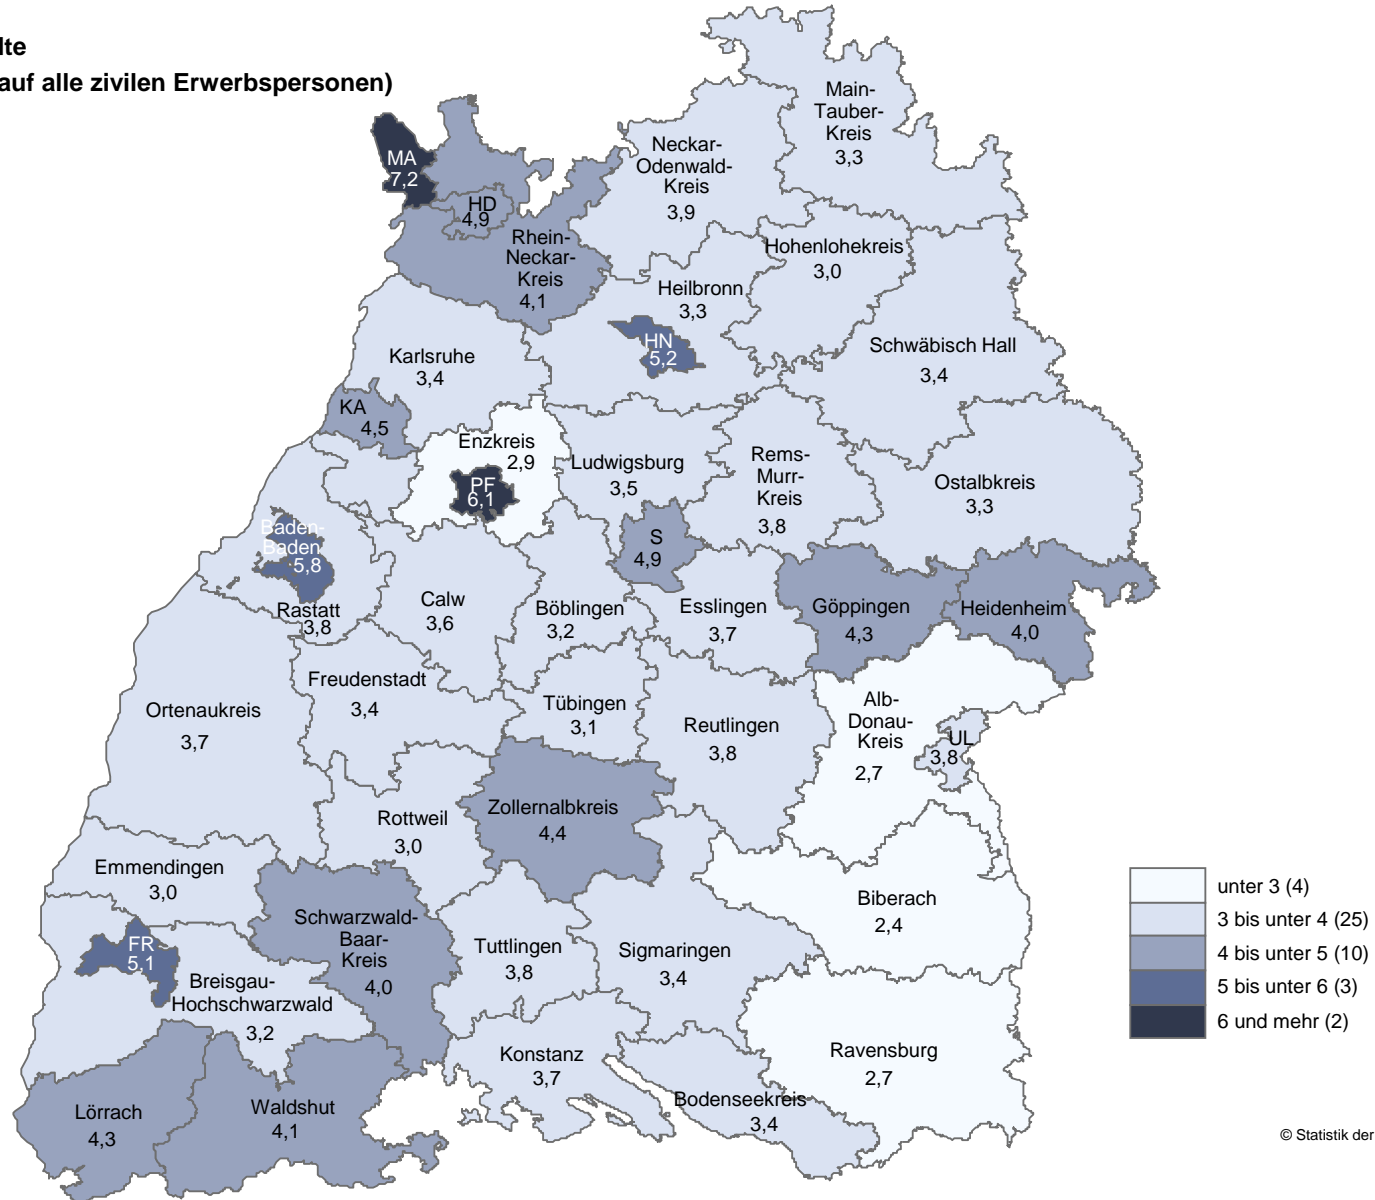 lte
auf alle zivilen Erwerbspersonen)
Main-
Tauber-
Kreis
3,3
Neckar-
Odenwald-
Kreis
3,9
MA
7,2
HD
4,9
Rhein-
Neckar-
Kreis
4,1
Hohenlohekreis
3,0
Heilbronn
3,3
HN
5,2
Schwäbisch Hall
3,4
Karlsruhe
3,4
KA
4,5
Enzkreis
2,9
PF
6,1
Ludwigsburg
3,5
Rems-
Murr-
Kreis
3,8
Ostalbkreis
3,3
Baden-
Baden
5,8
Rastatt
3,8
S
4,9
Calw
3,6
Böblingen
3,2
Esslingen
3,7
Göppingen
4,3
Heidenheim
4,0
Freudenstadt
3,4
Ortenaukreis
3,7
Tübingen
3,1
Reutlingen
3,8
Alb-
Donau-
Kreis
2,7
UL
3,8
Zollernalbkreis
4,4
Rottweil
3,0
Emmendingen
3,0
Biberach
2,4
Schwarzwald-
Baar-
Kreis
4,0
FR
5,1
Tuttlingen
3,8
Sigmaringen
3,4
Breisgau-
Hochschwarzwald
3,2
Konstanz
3,7
Ravensburg
2,7
Bodenseekreis
3,4
Lörrach
4,3
Waldshut
4,1
unter 3 (4)
3 bis unter 4 (25)
4 bis unter 5 (10)
5 bis unter 6 (3)
6 und mehr (2)
© Statistik der